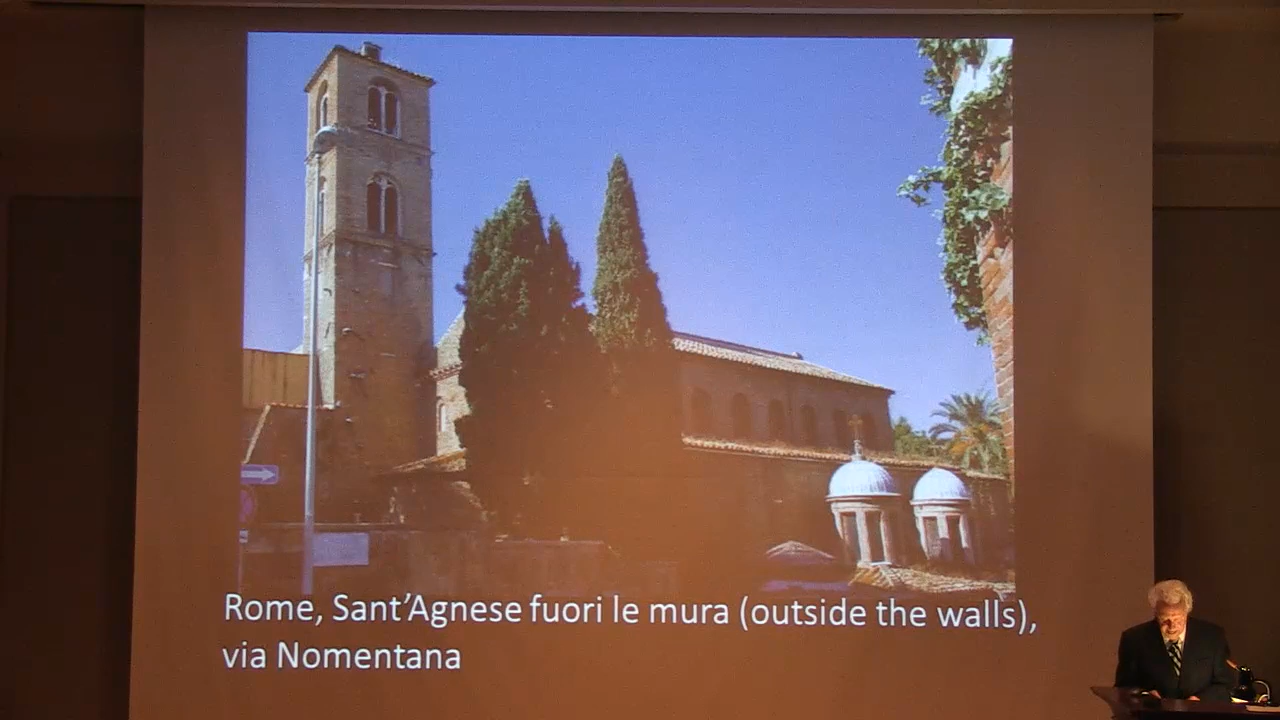 Rome, Sant’Agnese fuori le mura (outside the walls),
via Nomentana